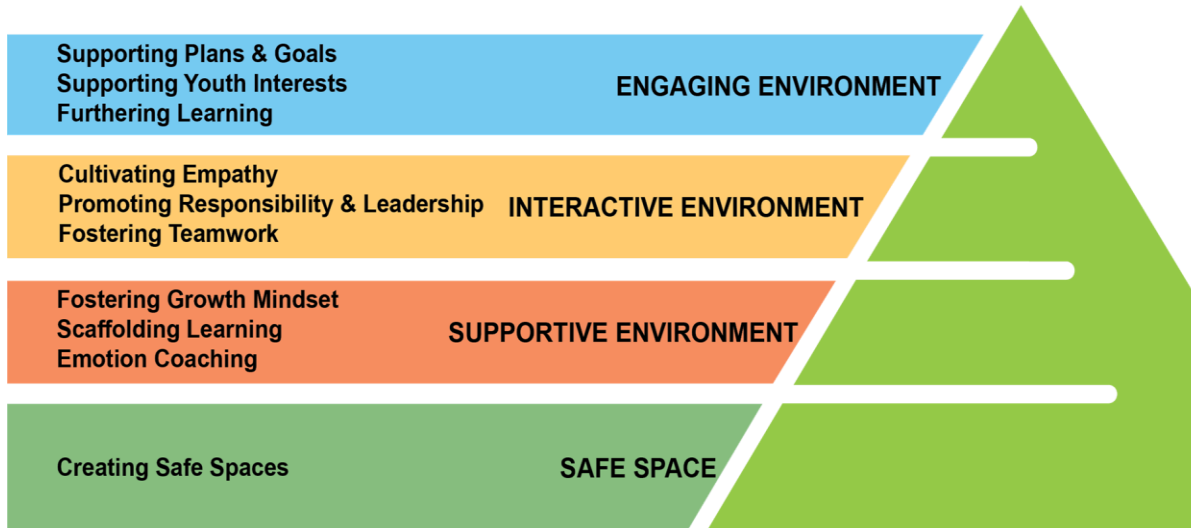 Supporting Plans & Goals
Supporting Youth Interests
Furthering Learning
ENGAGING ENVIRONMENT
Cultivating Empathy
Promoting Responsibility & Leadership
Fostering Teamwork
INTERACTIVE ENVIRONMENT
Fostering Growth Mindset
Scaffolding Learning
Emotion Coaching
SUPPORTIVE ENVIRONMENT
Creating Safe Spaces
SAFE SPACE